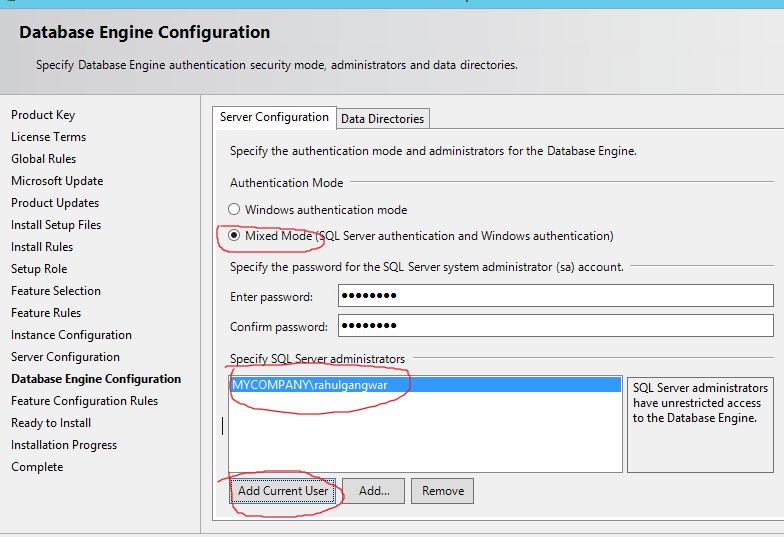 Database Engine Configuration
Specify Database Engine authentication security mode, administrators and data directories.
Product Key
License Terms
Global Rules
Microsoft Update
Product Updates
Install Setup Files
Install Rules
Setup Role
Feature Selection
Feature Rules
Instance Configuration
Server Configuration
Database Engine Configuration
Feature Configuration Rules
Ready to Install
Installation Progress
Complete
Server Configuration Data Directories
Specify the authentication mode and administrators for the Database Engine.
Authentication Mode
Windows authentication mode
Mixed Mode (SQL Server authentication and Windows authentication)
Specify the password for the SQL Server system administrator (sa) account.
Enter password: ●●●●●●●●
Confirm password: ●●●●●●●●
Specify SQL Server administrators
MYCOMPANY\rahulgangwar
SQL Server administrators
have unrestricted access
to the Database Engine.
Add Current User Add... Remove